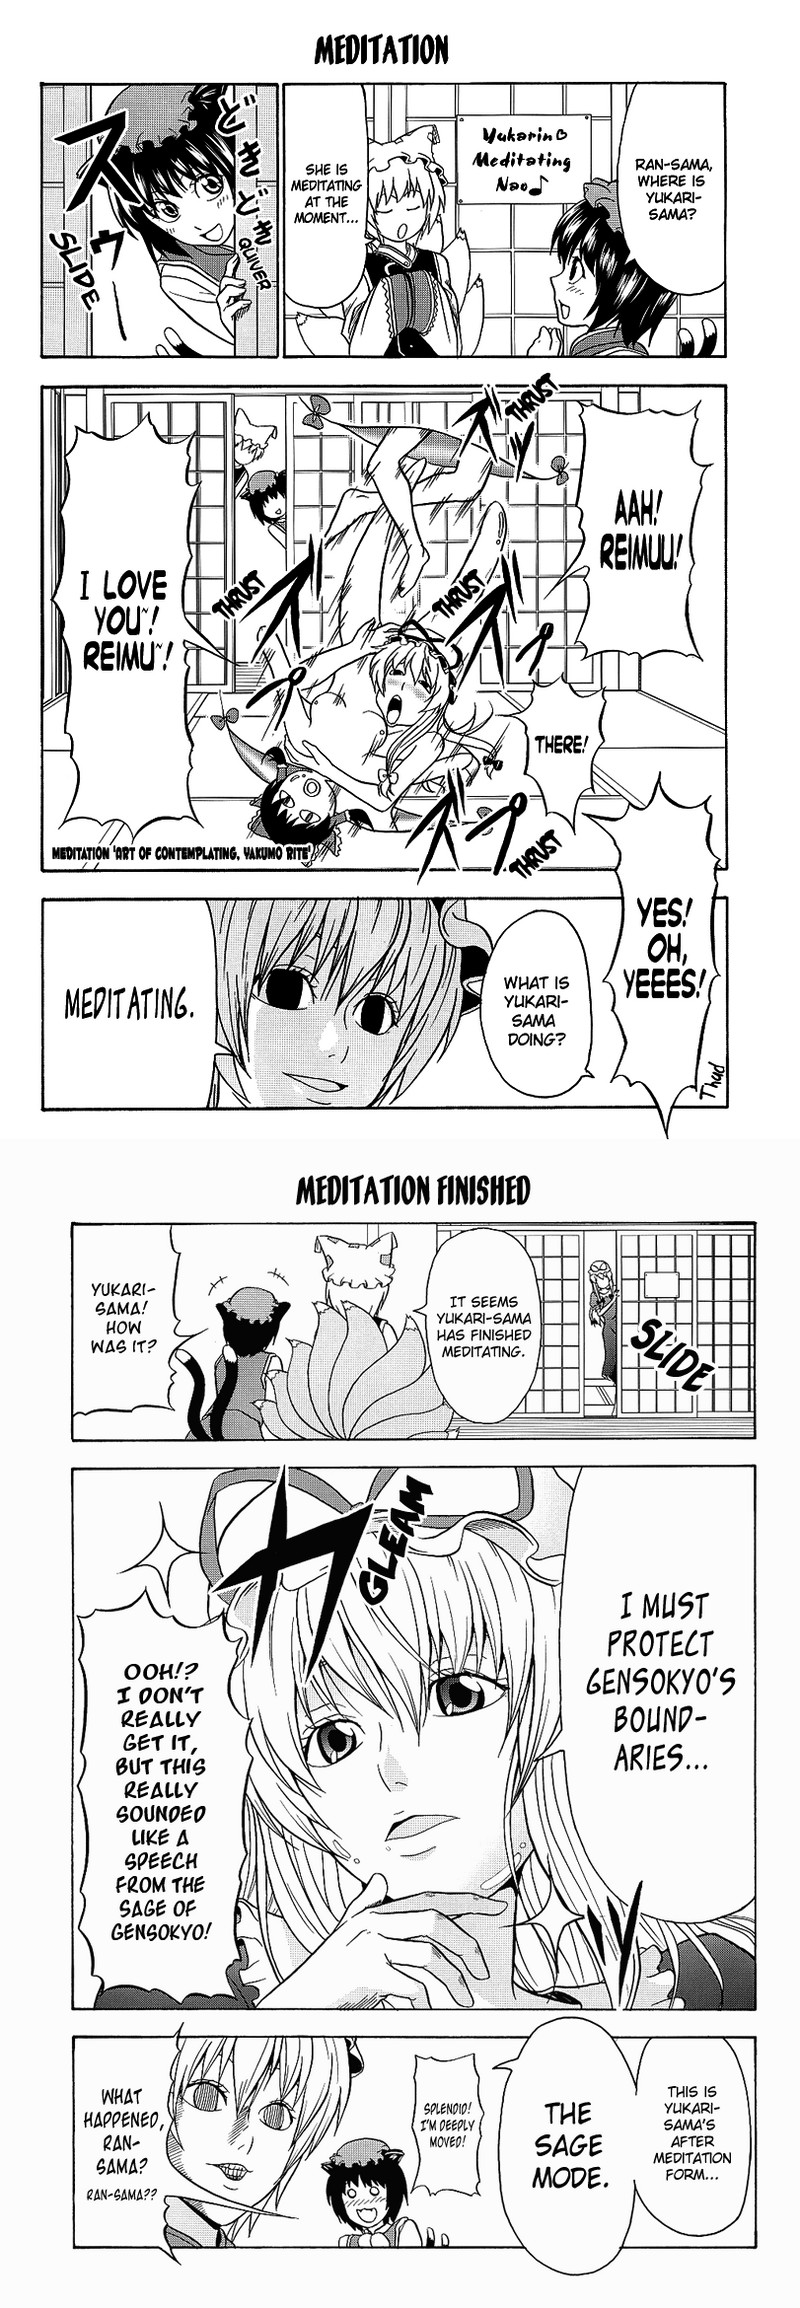 MEDITATION
RAN-SAMA,
WHERE IS
YUKARI-
SAMA?
Yukarin♡
Meditating
Nao♪
SHE IS
MEDITATING
AT THE
MOMENT...
どきどき
QUIVER
スゥー
SLIDE
THRUST
AAH!
REIMUU!
THRUST
THRUST
I LOVE
YOU~!
REIMU~!
THERE!
THRUST
MEDITATION 'ART OF CONTEMPLATING, YAKUMO RITE'
YES!
OH,
YEEES!
Thud
WHAT IS
YUKARI-
SAMA
DOING?
MEDITATING.
MEDITATION FINISHED
SLIDE
IT SEEMS
YUKARI-SAMA
HAS FINISHED
MEDITATING.
YUKARI-
SAMA!
HOW
WAS IT?
I MUST
PROTECT
GENSOKYO'S
BOUND-
ARIES...
GLEAM
OOH!?
I DON'T
REALLY
GET IT,
BUT THIS
REALLY
SOUNDED
LIKE A
SPEECH
FROM THE
SAGE OF
GENSOKYO!
THIS IS
YUKARI-
SAMA'S
AFTER
MEDITATION
FORM...
THE
SAGE
MODE.
SPLENDID!
I'M DEEPLY
MOVED!
WHAT
HAPPENED,
RAN-
SAMA?
RAN-SAMA??